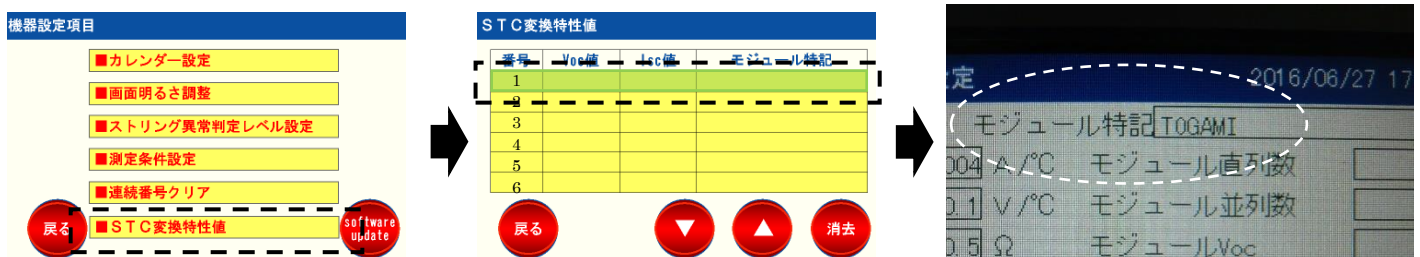 機器設定項目
■カレンダー設定
■画面明るさ調整
■ストリング異常判定レベル設定
■測定条件設定
■連続番号クリア
■STC変換特性値
戻る
software
update
STC変換特性値
番号 Voc値 Isc値 モジュール特記
1
2
3
4
5
6
戻る
▼
▲
消去
定 2016/06/27 17
モジュール特記 TOGAMI
004 A/℃ モジュール直列数
0.1 V/℃ モジュール並列数
0.5 Ω モジュールVoc